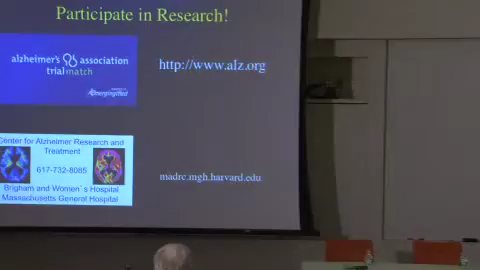 Participate in Research!
alzheimer's association
trialmatch
http://www.alz.org
EmergingMed
Center for Alzheimer Research and
Treatment
617-732-8085
Brigham and Women`s Hospital
Massachusetts General Hospital
madrc.mgh.harvard.edu